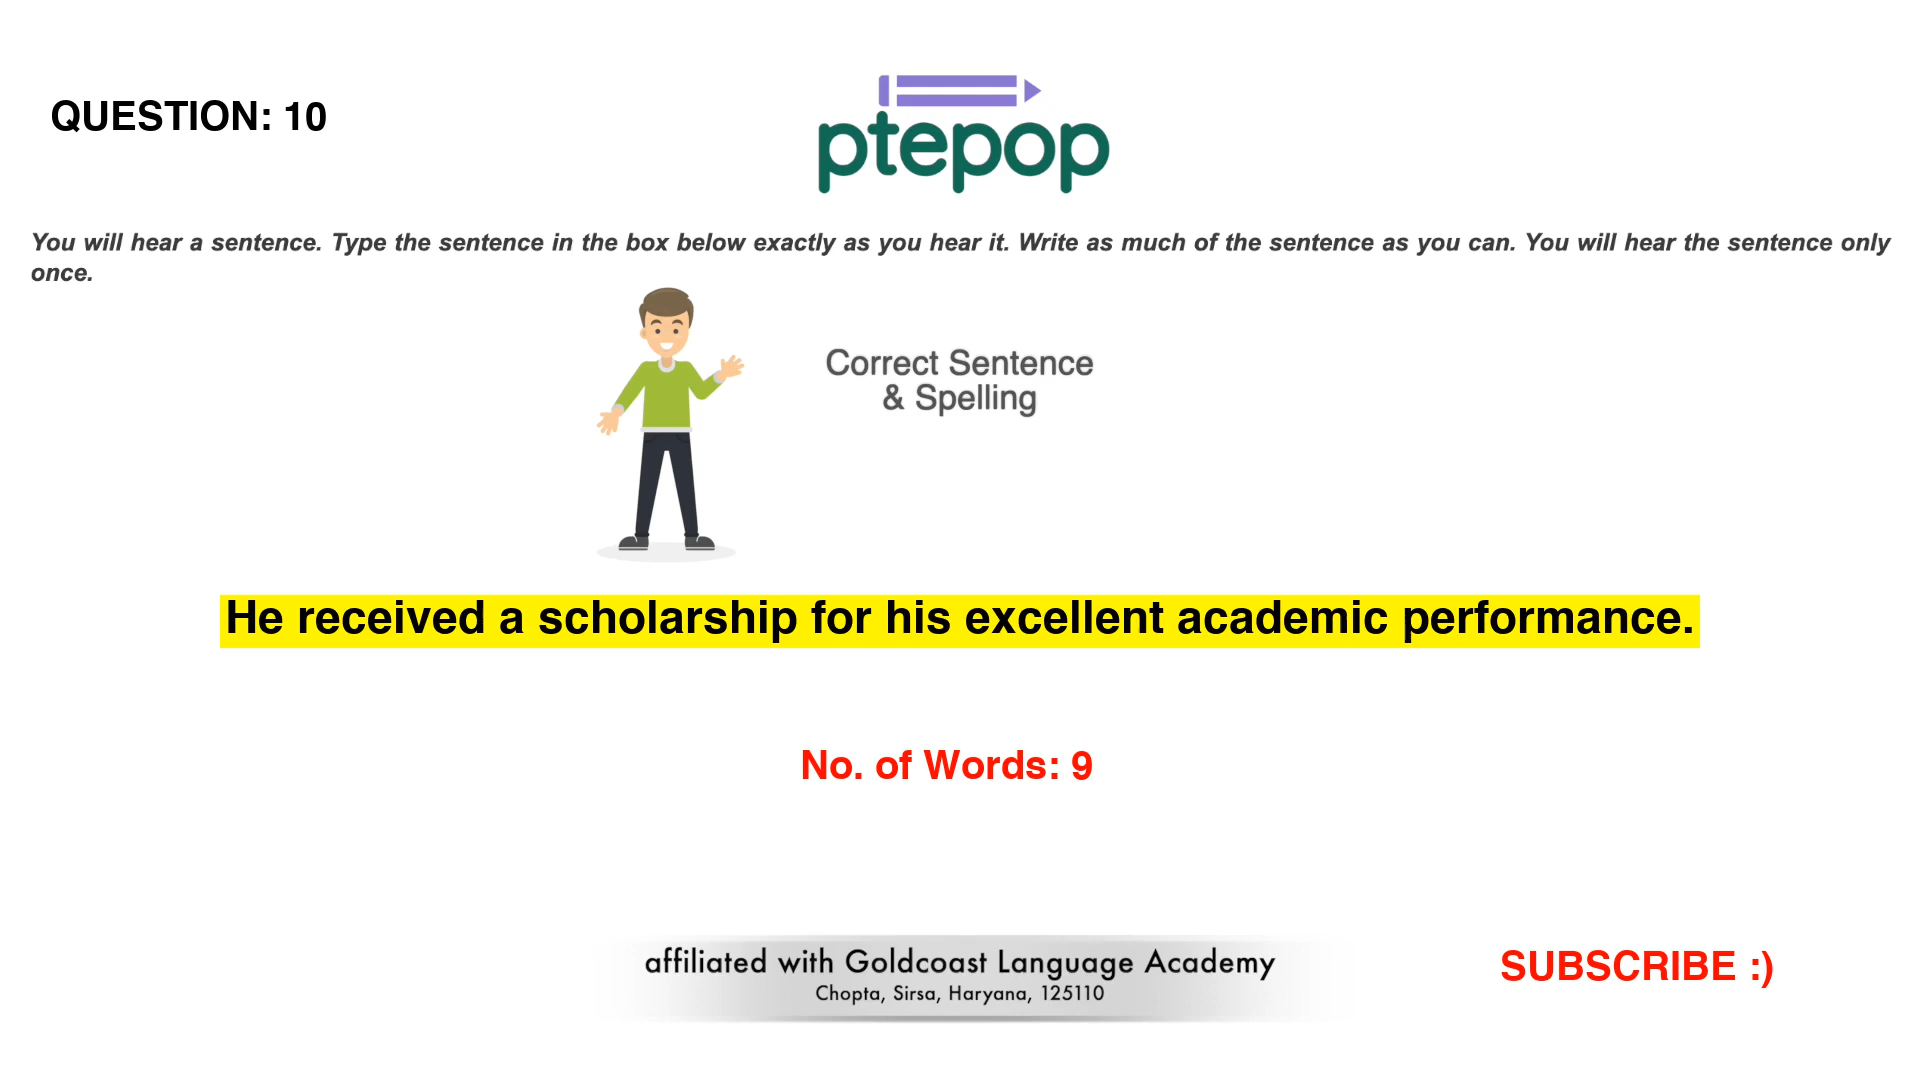 QUESTION: 10
ptepop
You will hear a sentence. Type the sentence in the box below exactly as you hear it. Write as much of the sentence as you can. You will hear the sentence only
once.
Correct Sentence
& Spelling
He received a scholarship for his excellent academic performance.
No. of Words: 9
affiliated with Goldcoast Language Academy
Chopta, Sirsa, Haryana, 125110
SUBSCRIBE :)